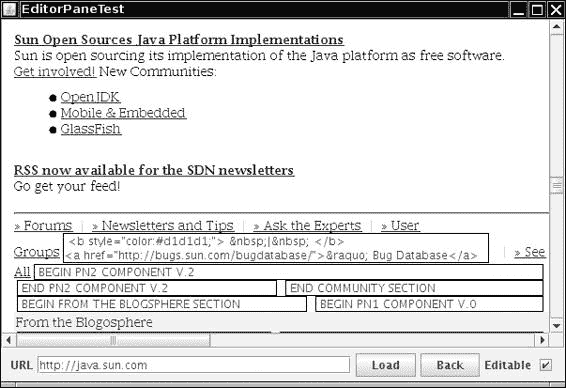 EditorPaneTest
Sun Open Sources Java Platform Implementations
Sun is open sourcing its implementation of the Java platform as free software.
Get involved! New Communities:
OpenJDK
Mobile & Embedded
GlassFish
RSS now available for the SDN newsletters
Go get your feed!
» Forums | » Newsletters and Tips | » Ask the Experts | » User
Groups <b style="color:#d1d1d1;"> &nbsp;|&nbsp; </b>
<a href="http://bugs.sun.com/bugdatabase/">&raquo; Bug Database</a> | » See
All BEGIN PN2 COMPONENT V.2
END PN2 COMPONENT V.2 END COMMUNITY SECTION
BEGIN FROM THE BLOGSPHERE SECTION BEGIN PN1 COMPONENT V.0
From the Blogosphere
URL http://java.sun.com Load Back Editable